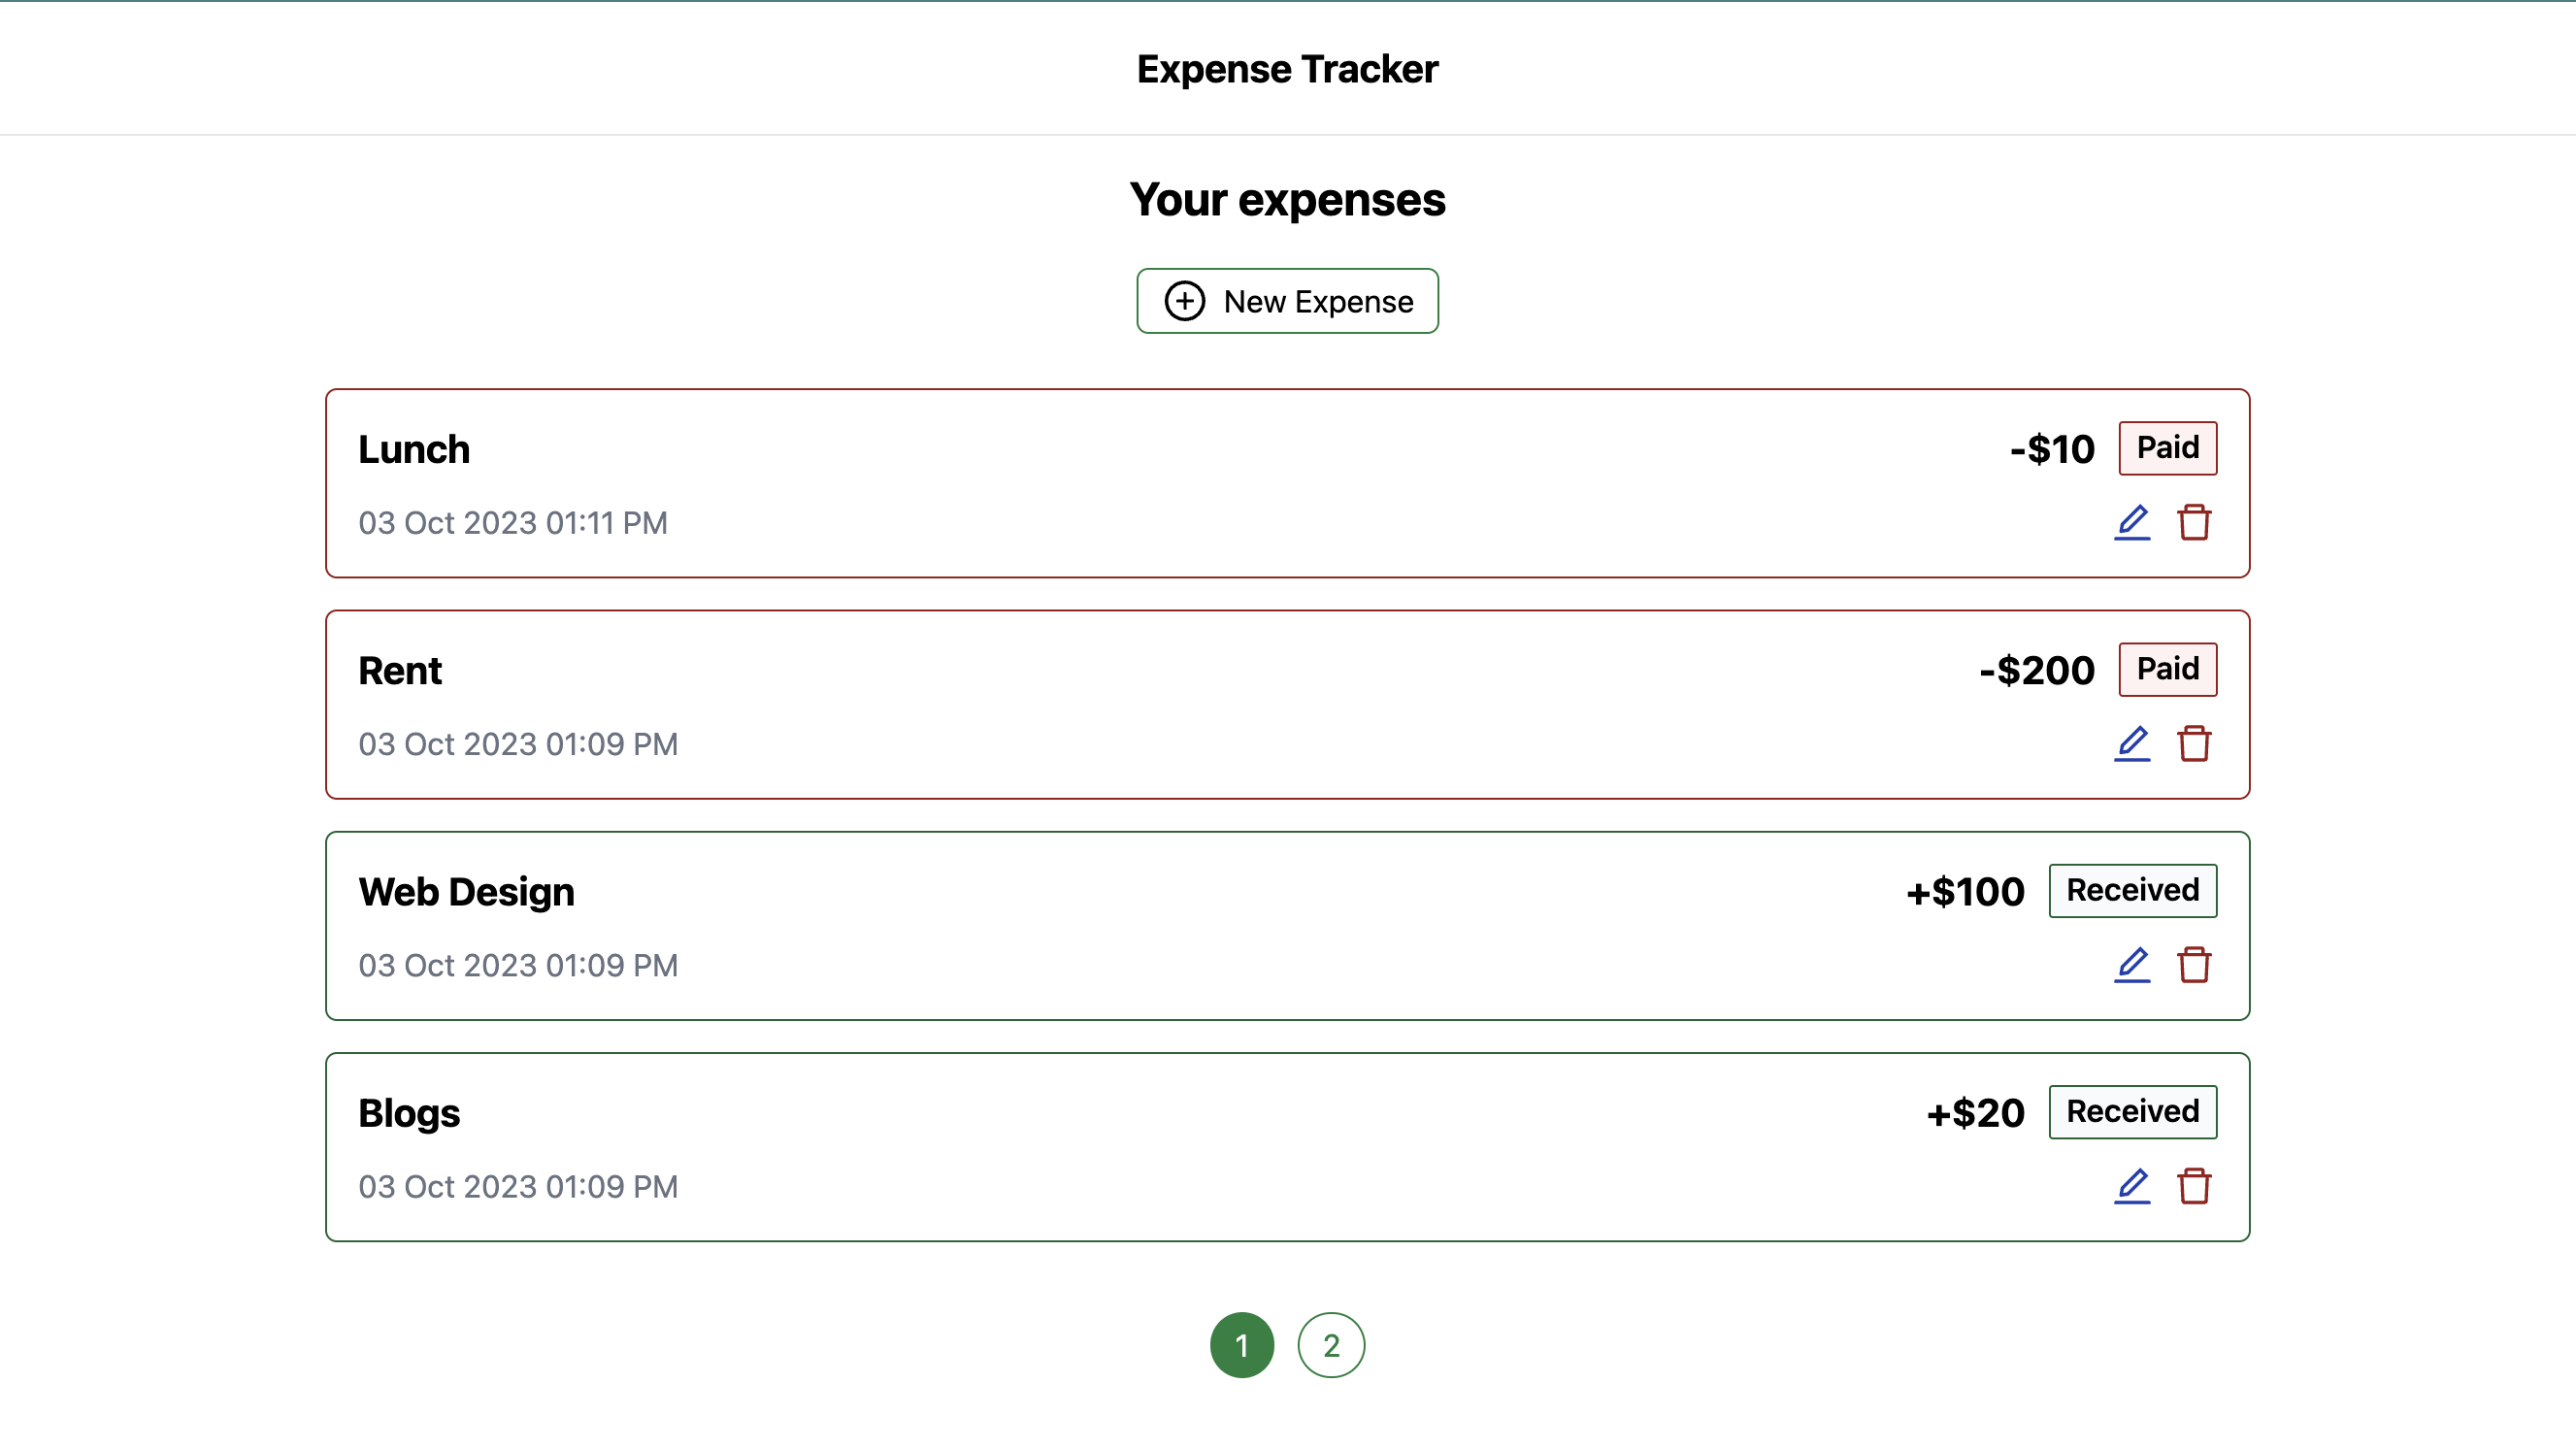 Expense Tracker
Your expenses
New Expense
Lunch -$10 Paid
03 Oct 2023 01:11 PM
Rent -$200 Paid
03 Oct 2023 01:09 PM
Web Design +$100 Received
03 Oct 2023 01:09 PM
Blogs +$20 Received
03 Oct 2023 01:09 PM
1 2